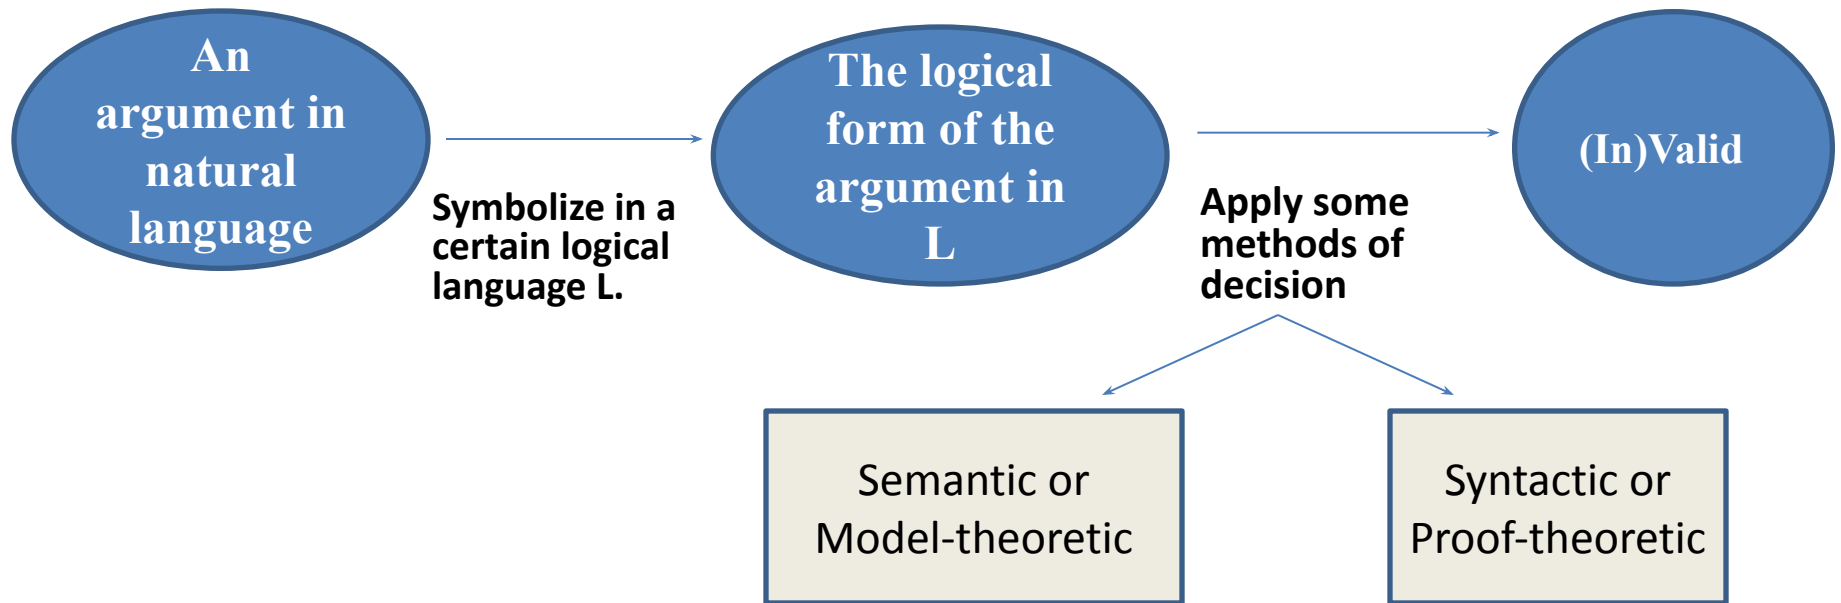 An
argument in
natural
language
Symbolize in a
certain logical
language L.
The logical
form of the
argument in
L
Apply some
methods of
decision
(In)Valid
Semantic or
Model-theoretic
Syntactic or
Proof-theoretic